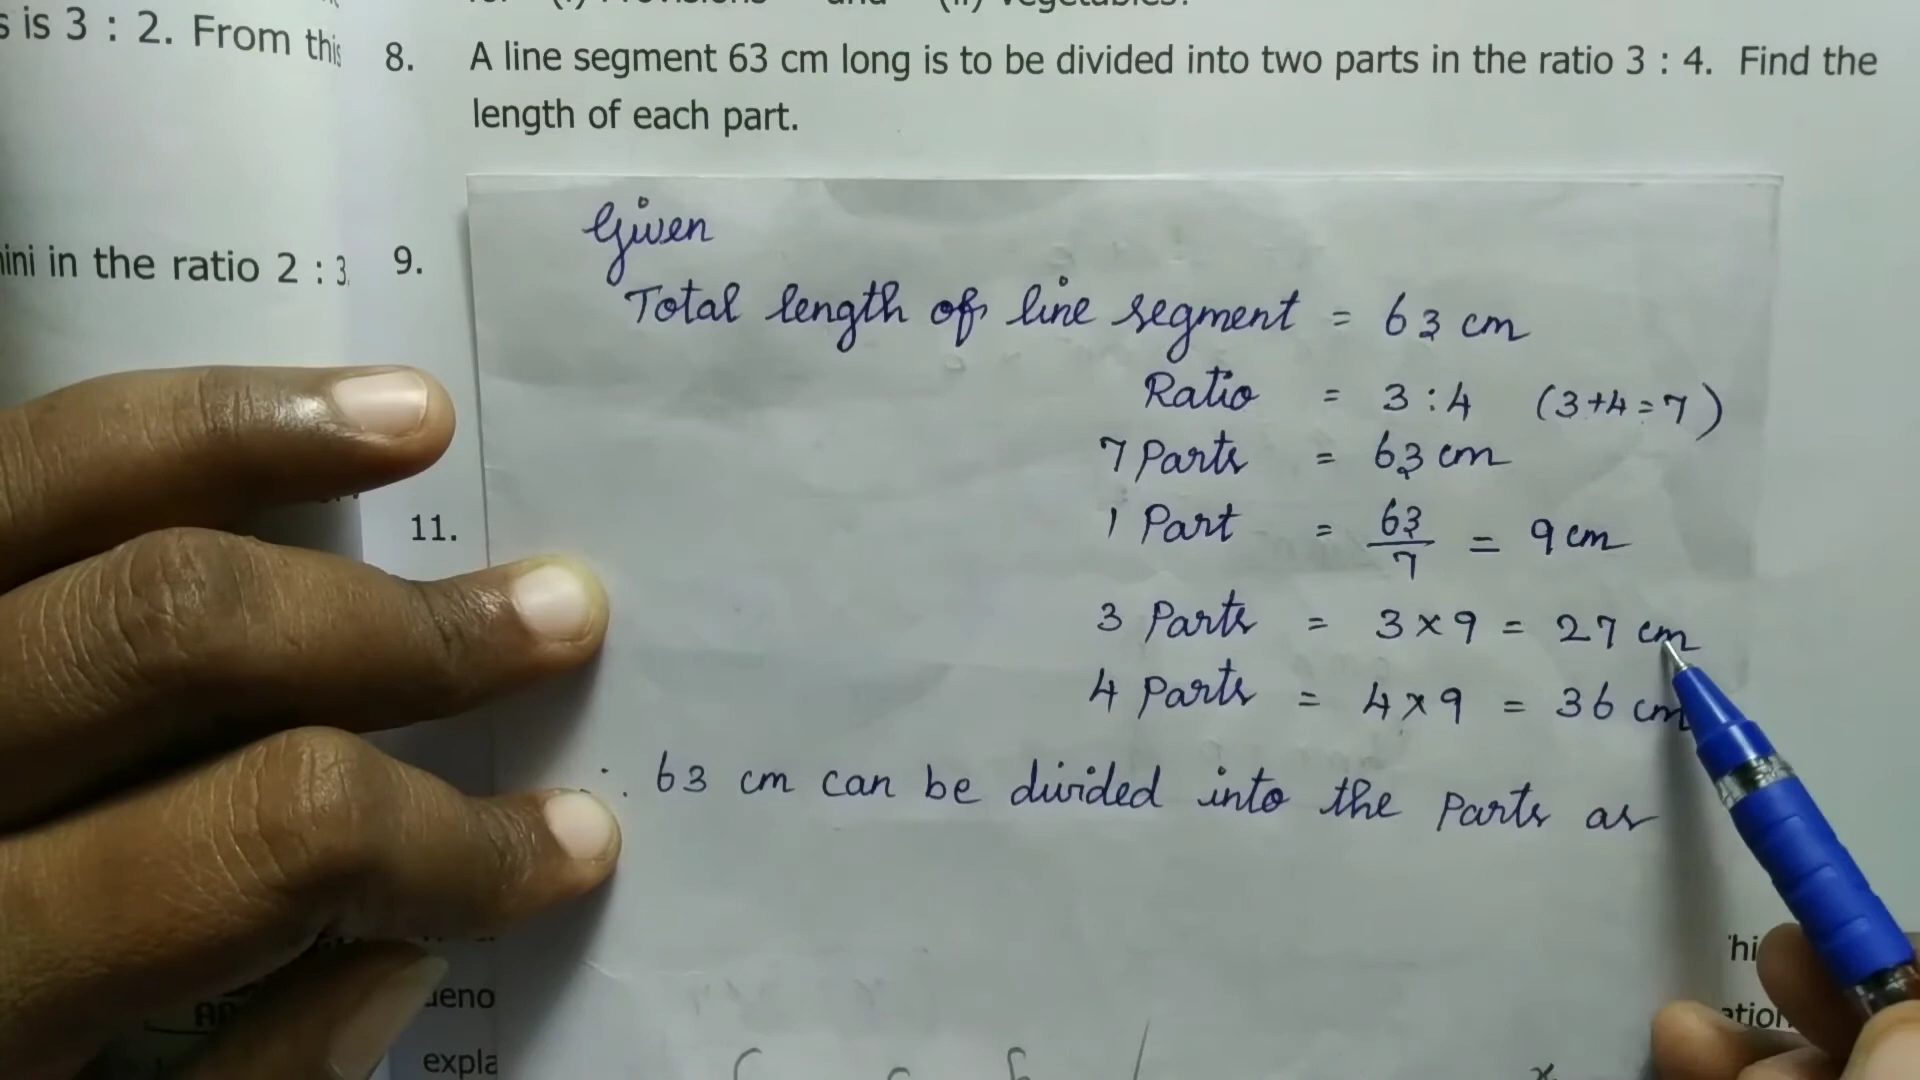 is 3 : 2. From this
8. A line segment 63 cm long is to be divided into two parts in the ratio 3 : 4. Find the
length of each part.
in the ratio 2 : 3
9.
11.
Given
Total length of line segment = 63 cm
Ratio = 3 : 4 (3+4=7)
7 Parts = 63 cm
1 Part = 63/7 = 9 cm
3 Parts = 3 × 9 = 27 cm
4 Parts = 4 × 9 = 36 cm
∴ 63 cm can be divided into the Parts as